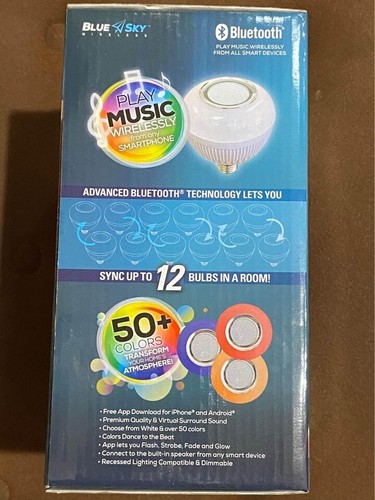 BLUE SKY
WIRELESS
Bluetooth®
PLAY MUSIC WIRELESSLY
FROM ALL SMART DEVICES
PLAY
MUSIC
WIRELESSLY
from any
SMARTPHONE
ADVANCED BLUETOOTH® TECHNOLOGY LETS YOU
SYNC UP TO 12 BULBS IN A ROOM!
50+
COLORS
TRANSFORM
YOUR HOME'S
ATMOSPHERE!
• Free App Download for iPhone® and Android®
• Premium Quality & Virtual Surround Sound
• Choose from White & over 50 colors
• Colors Dance to the Beat
• App lets you Flash, Strobe, Fade and Glow
• Connect to the built-in speaker from any smart device
• Recessed Lighting Compatible & Dimmable